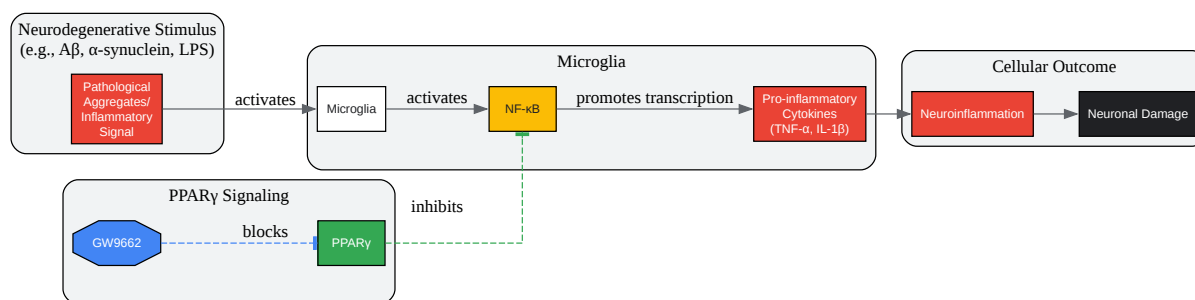 Neurodegenerative Stimulus
(e.g., Aβ, α-synuclein, LPS)
Pathological
Aggregates/
Inflammatory
Signal
activates
Microglia
Microglia
activates
NF-κB
promotes transcription
Pro-inflammatory
Cytokines
(TNF-α, IL-1β)
Cellular Outcome
Neuroinflammation
Neuronal Damage
PPARγ Signaling
GW9662
blocks
PPARγ
inhibits